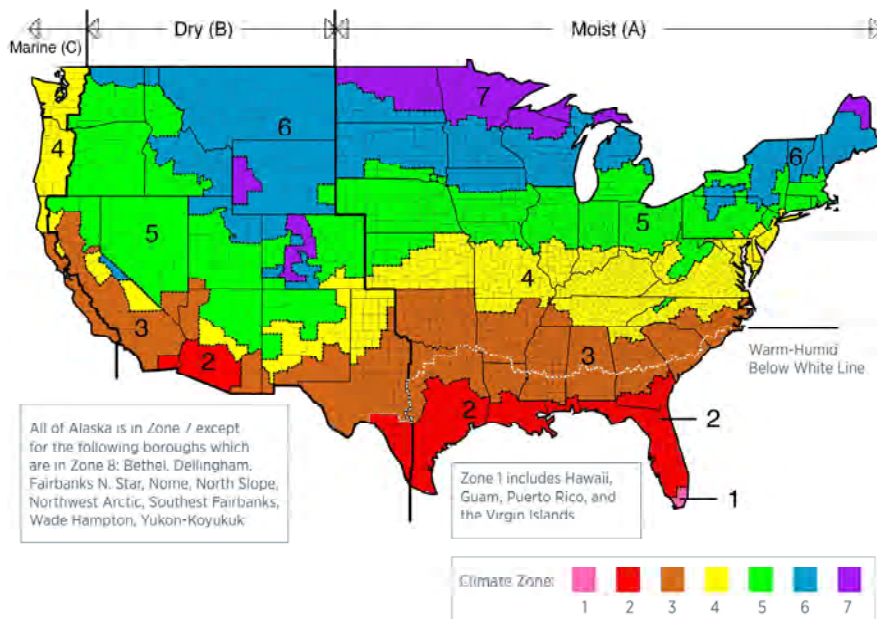 Dry (B)
Moist (A)
Marine (C)
7
6
4
6
5
5
4
3
3
2
Warm-Humid
Below White Line
2
2
1
All of Alaska is in Zone 7 except
for the following boroughs which
are in Zone 8: Bethel, Dellingham,
Fairbanks N. Star, Nome, North Slope,
Northwest Arctic, Southest Fairbanks,
Wade Hampton, Yukon-Koyukuk
Zone 1 includes Hawaii,
Guam, Puerto Rico, and
the Virgin Islands
Climate Zone:
1 2 3 4 5 6 7